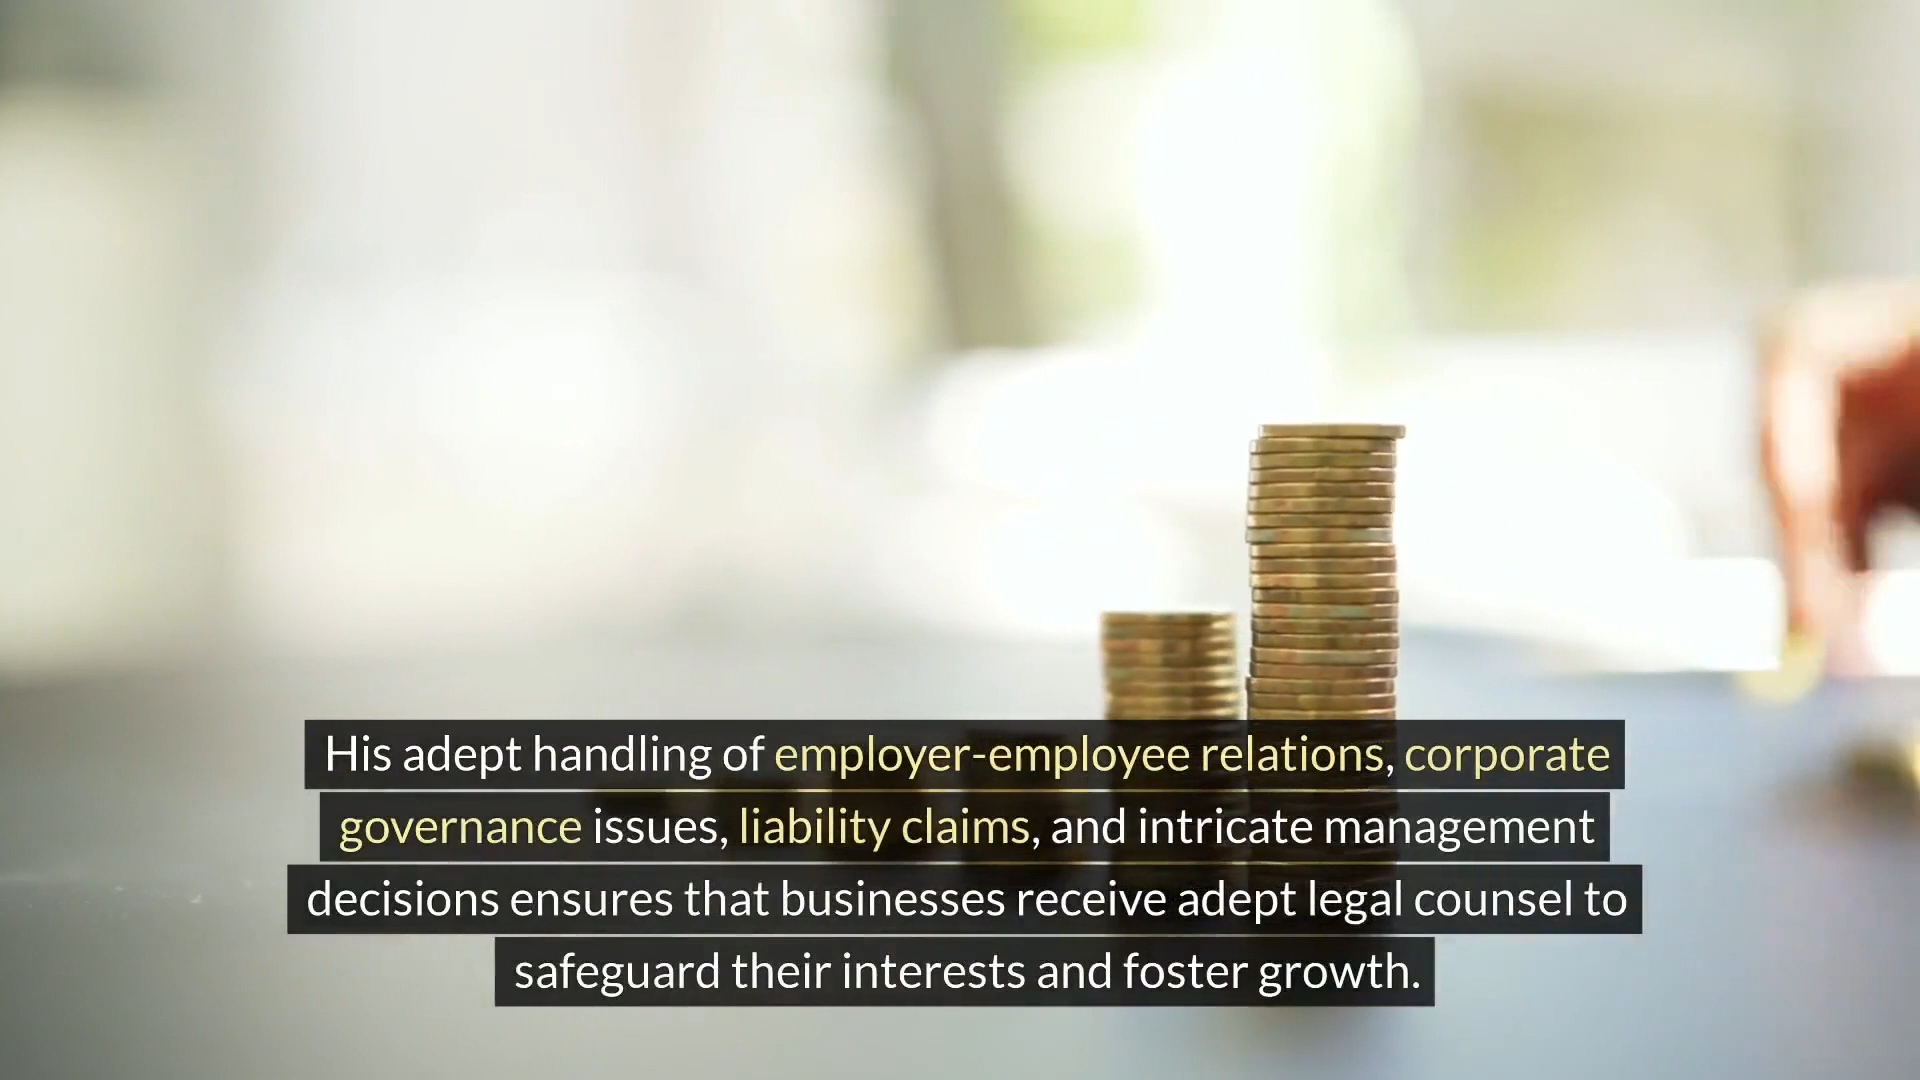 His adept handling of employer-employee relations, corporate
governance issues, liability claims, and intricate management
decisions ensures that businesses receive adept legal counsel to
safeguard their interests and foster growth.